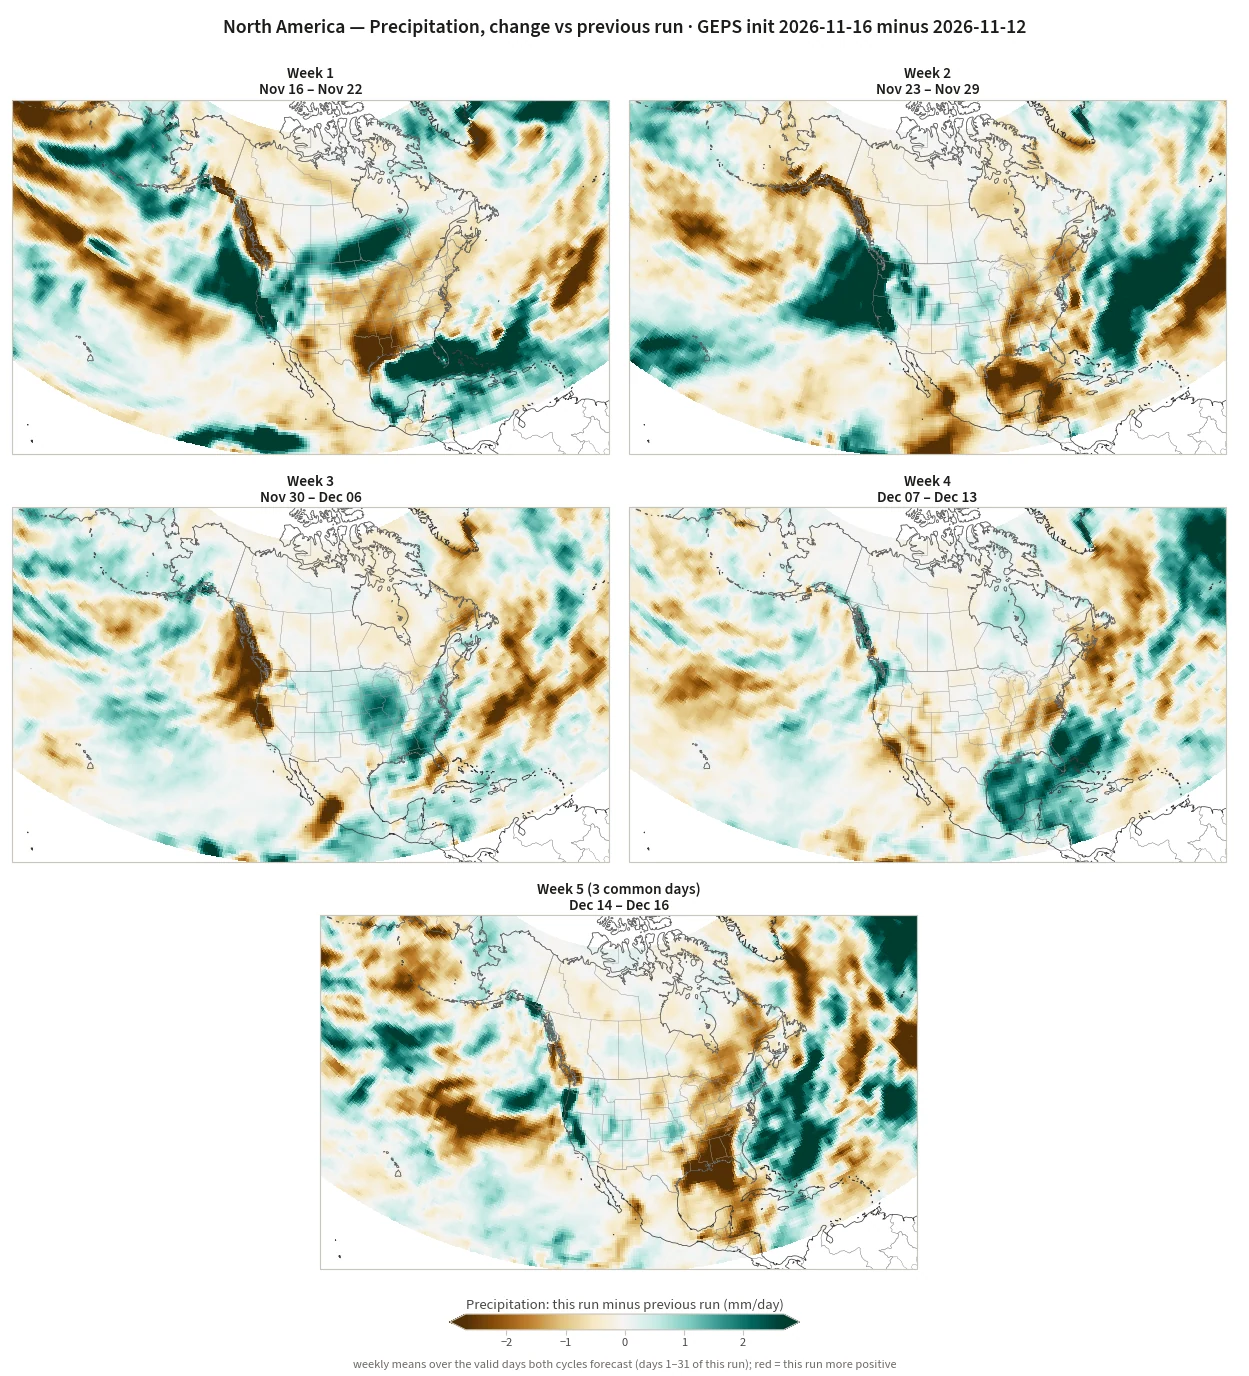 North America — Precipitation, change vs previous run · GEPS init 2026-11-16 minus 2026-11-12
Week 1
Nov 16 – Nov 22
Week 2
Nov 23 – Nov 29
Week 3
Nov 30 – Dec 06
Week 4
Dec 07 – Dec 13
Week 5 (3 common days)
Dec 14 – Dec 16
Precipitation: this run minus previous run (mm/day)
−2 −1 0 1 2
weekly means over the valid days both cycles forecast (days 1–31 of this run); red = this run more positive